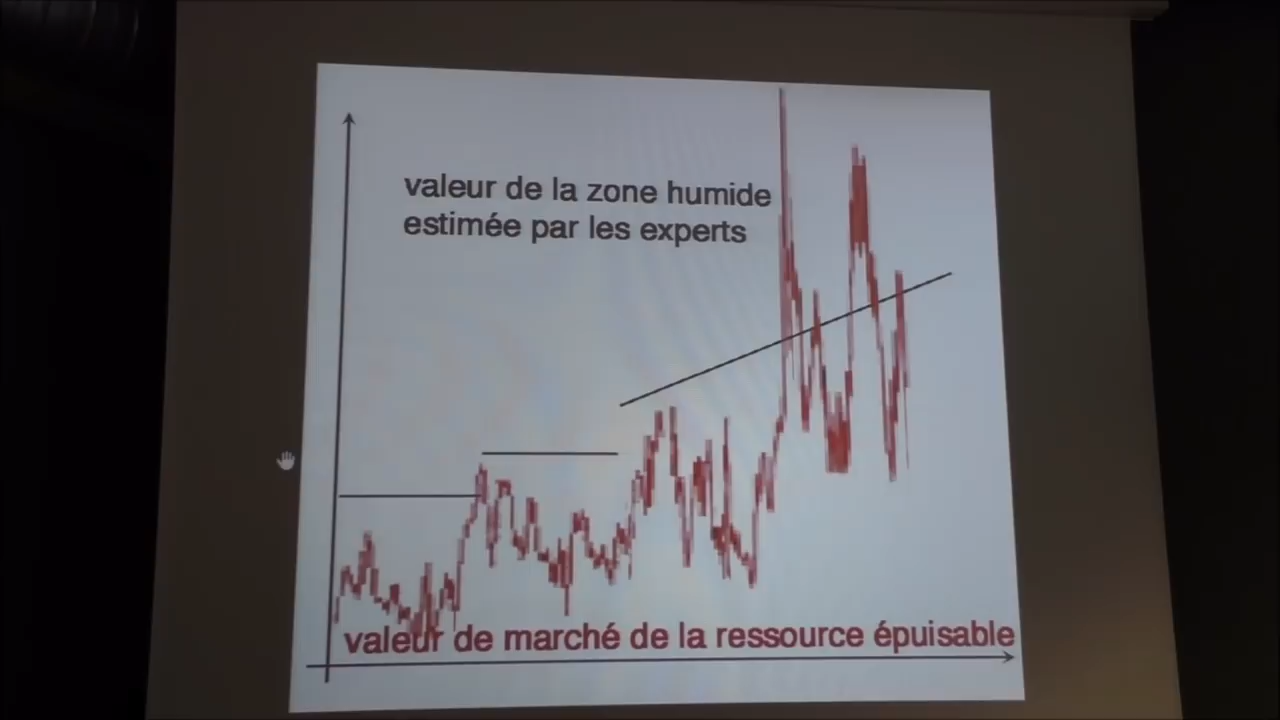 valeur de la zone humide
estimée par les experts
valeur de marché de la ressource épuisable